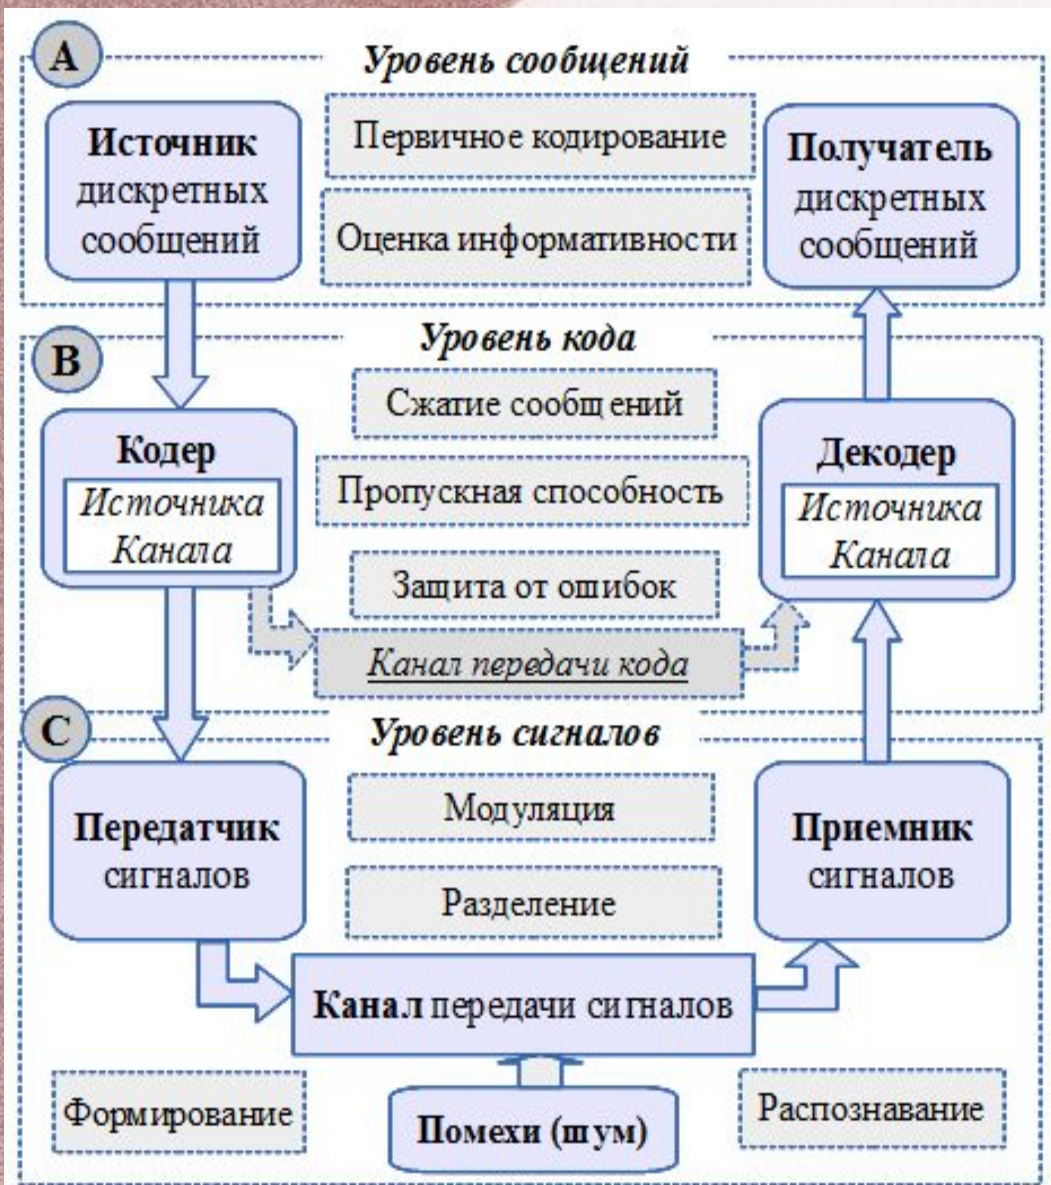 A
Уровень сообщений
Источник
дискретных
сообщений
Первичное кодирование
Оценка информативности
Получатель
дискретных
сообщений
B
Уровень кода
Кодер
Источника
Канала
Сжатие сообщений
Пропускная способность
Защита от ошибок
Канал передачи кода
Декодер
Источника
Канала
C
Уровень сигналов
Передатчик
сигналов
Модуляция
Разделение
Приемник
сигналов
Канал передачи сигналов
Формирование
Помехи (шум)
Распознавание